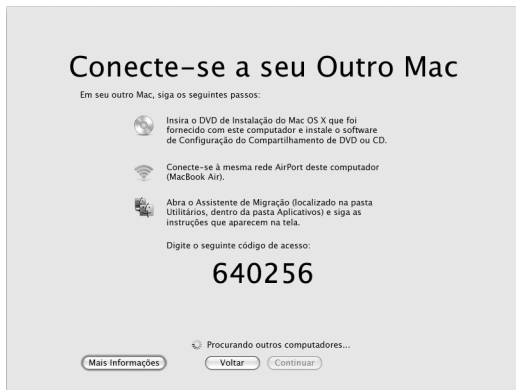 Conecte-se a seu Outro Mac
Em seu outro Mac, siga os seguintes passos:
Insira o DVD de Instalação do Mac OS X que foi
fornecido com este computador e instale o software
de Configuração do Compartilhamento de DVD ou CD.
Conecte-se à mesma rede AirPort deste computador
(MacBook Air).
Abra o Assistente de Migração (localizado na pasta
Utilitários, dentro da pasta Aplicativos) e siga as
instruções que aparecem na tela.
Digite o seguinte código de acesso:
640256
Procurando outros computadores...
Mais Informações Voltar Continuar